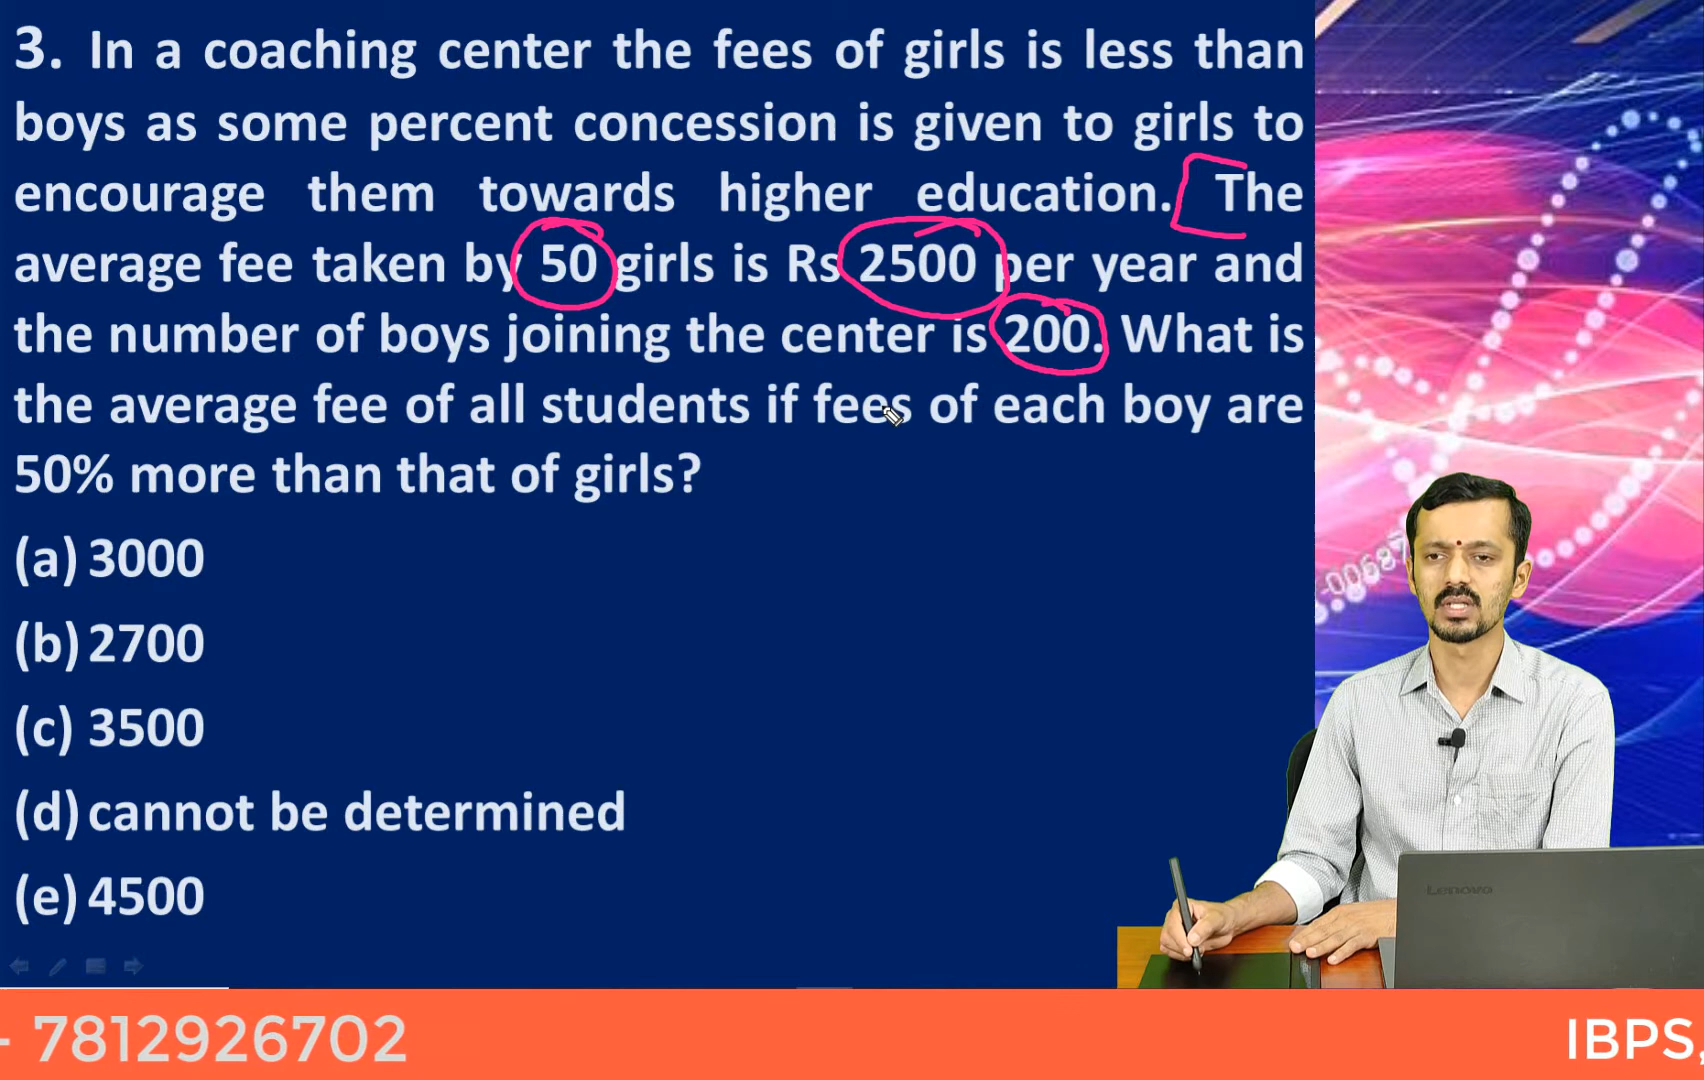 3. In a coaching center the fees of girls is less than
boys as some percent concession is given to girls to
encourage them towards higher education. The
average fee taken by 50 girls is Rs 2500 per year and
the number of boys joining the center is 200. What is
the average fee of all students if fees of each boy are
50% more than that of girls?
(a) 3000
(b) 2700
(c) 3500
(d) cannot be determined
(e) 4500
-00687
Lenovo
- 7812926702
IBPS,